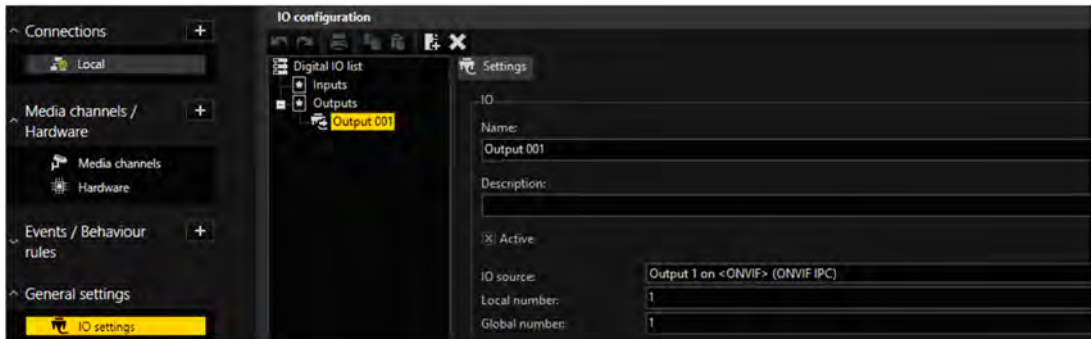 IO configuration
Connections
Local
Media channels /
Hardware
Media channels
Hardware
Events / Behaviour
rules
General settings
IO settings
Digital IO list
Inputs
Outputs
Output 001
Settings
IO
Name:
Output 001
Description:
Active
IO source:
Output 1 on <ONVIF> (ONVIF IPC)
Local number:
1
Global number:
1